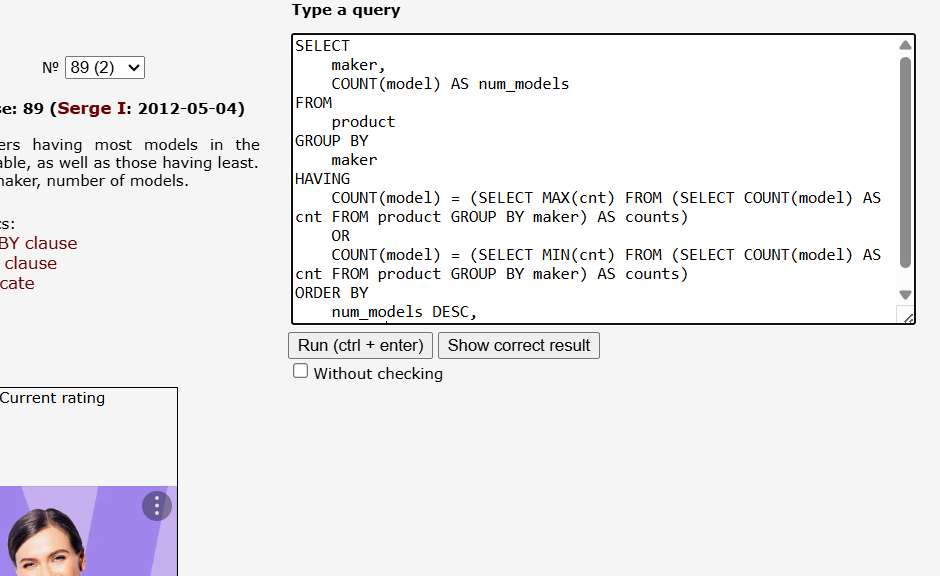 Type a query
№ 89 (2)
se: 89 (Serge I: 2012-05-04)
ers having most models in the
able, as well as those having least.
maker, number of models.
cs:
BY clause
clause
cate
Current rating
SELECT
maker,
COUNT(model) AS num_models
FROM
product
GROUP BY
maker
HAVING
COUNT(model) = (SELECT MAX(cnt) FROM (SELECT COUNT(model) AS
cnt FROM product GROUP BY maker) AS counts)
OR
COUNT(model) = (SELECT MIN(cnt) FROM (SELECT COUNT(model) AS
cnt FROM product GROUP BY maker) AS counts)
ORDER BY
num_models DESC,
Run (ctrl + enter) Show correct result
Without checking